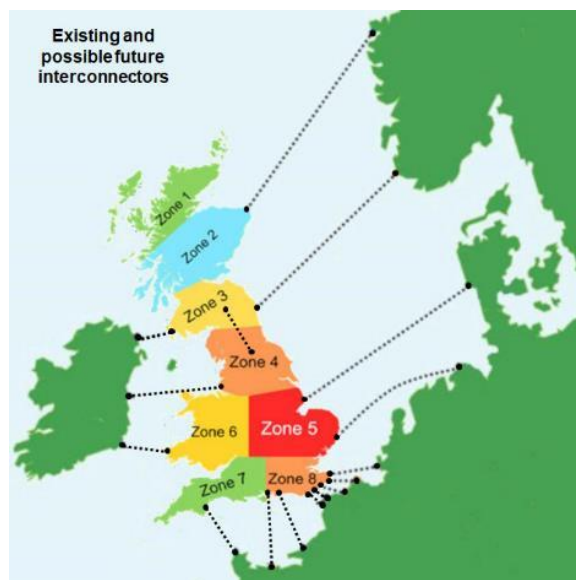 Existing and
possible future
interconnectors
Zone 1
Zone 2
Zone 3
Zone 4
Zone 6
Zone 5
Zone 7
Zone 8